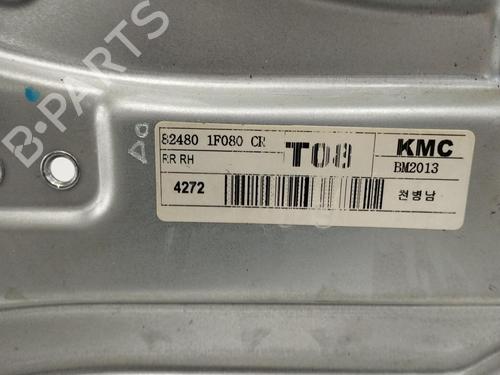 B-PARTS
82480 1F080 CR
RR RH
T08
KMC
BM2013
4272
천병남